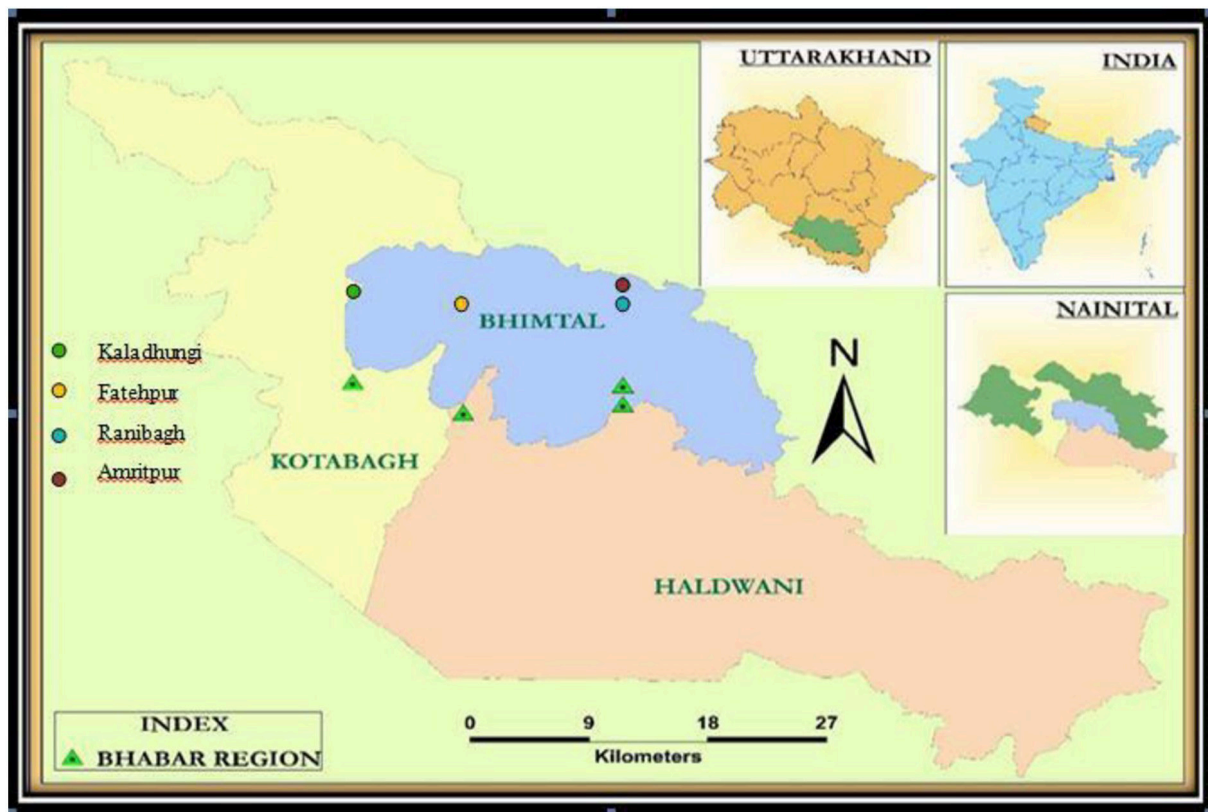 UTTARAKHAND
INDIA
NAINITAL
BHIMTAL
Kaladhungi
Fatehpur
Ranibagh
Amritpur
N
KOTABAGH
HALDWANI
INDEX
BHABAR REGION
0 9 18 27
Kilometers